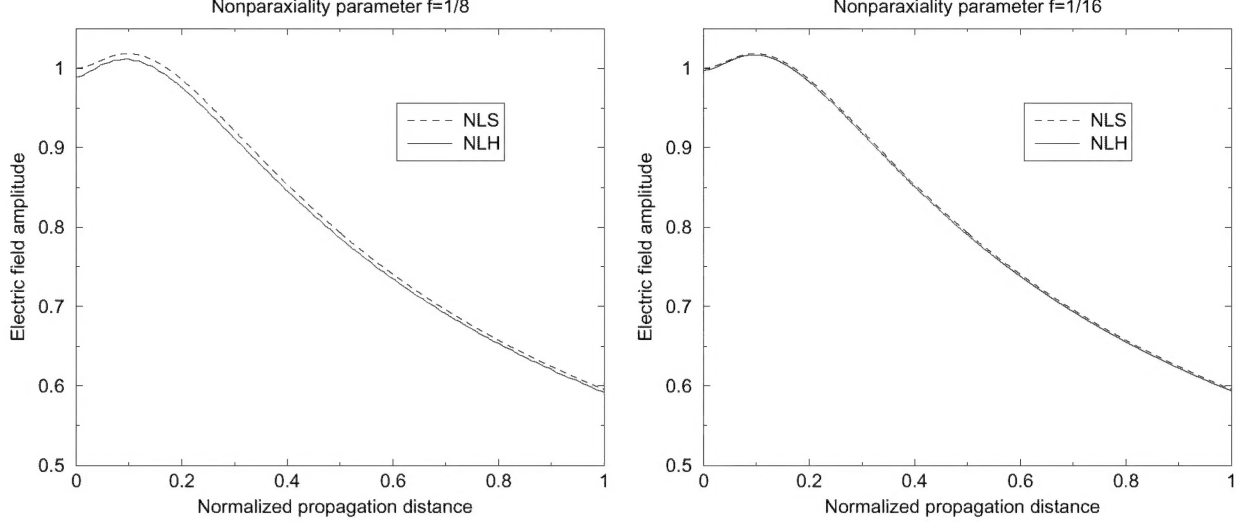 Nonparaxiality parameter f=1/8
1
0.9
0.8
0.7
0.6
0.5
Electric field amplitude
NLS
NLH
0 0.2 0.4 0.6 0.8 1
Normalized propagation distance
Nonparaxiality parameter f=1/16
1
0.9
0.8
0.7
0.6
0.5
Electric field amplitude
NLS
NLH
0 0.2 0.4 0.6 0.8 1
Normalized propagation distance